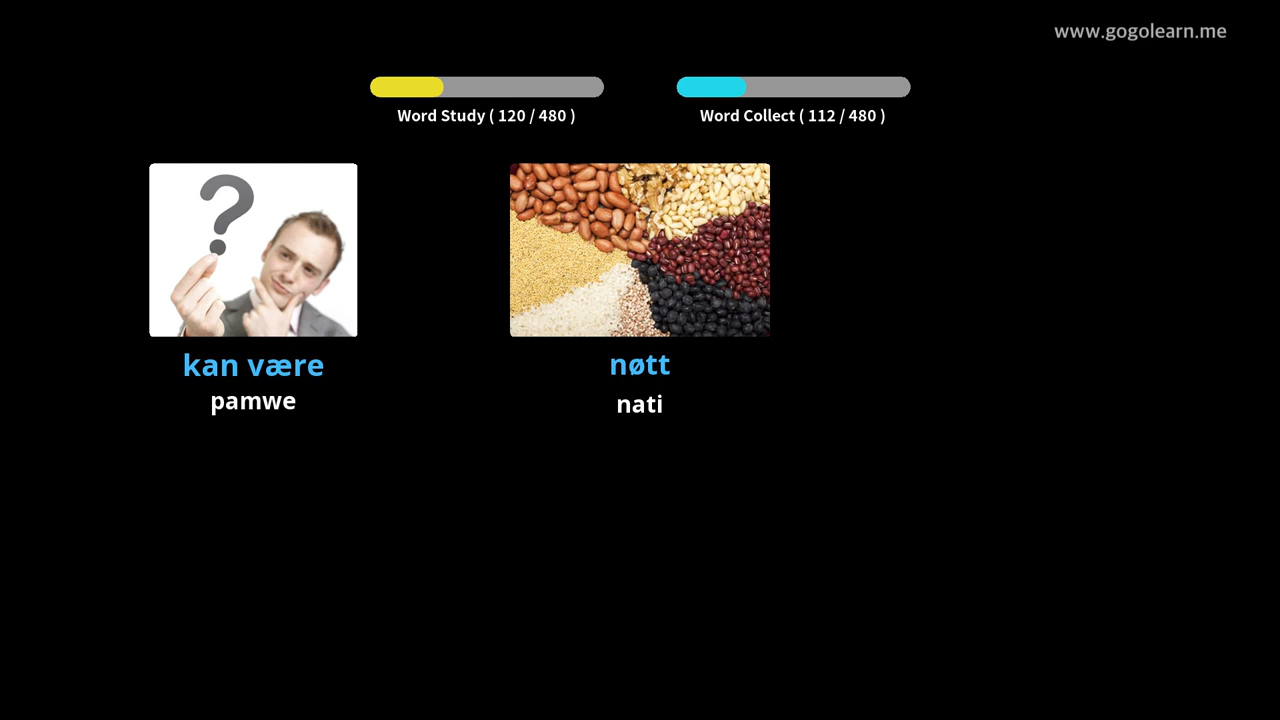 www.gogolearn.me
Word Study ( 120 / 480 )
Word Collect ( 112 / 480 )
kan være
pamwe
nøtt
nati